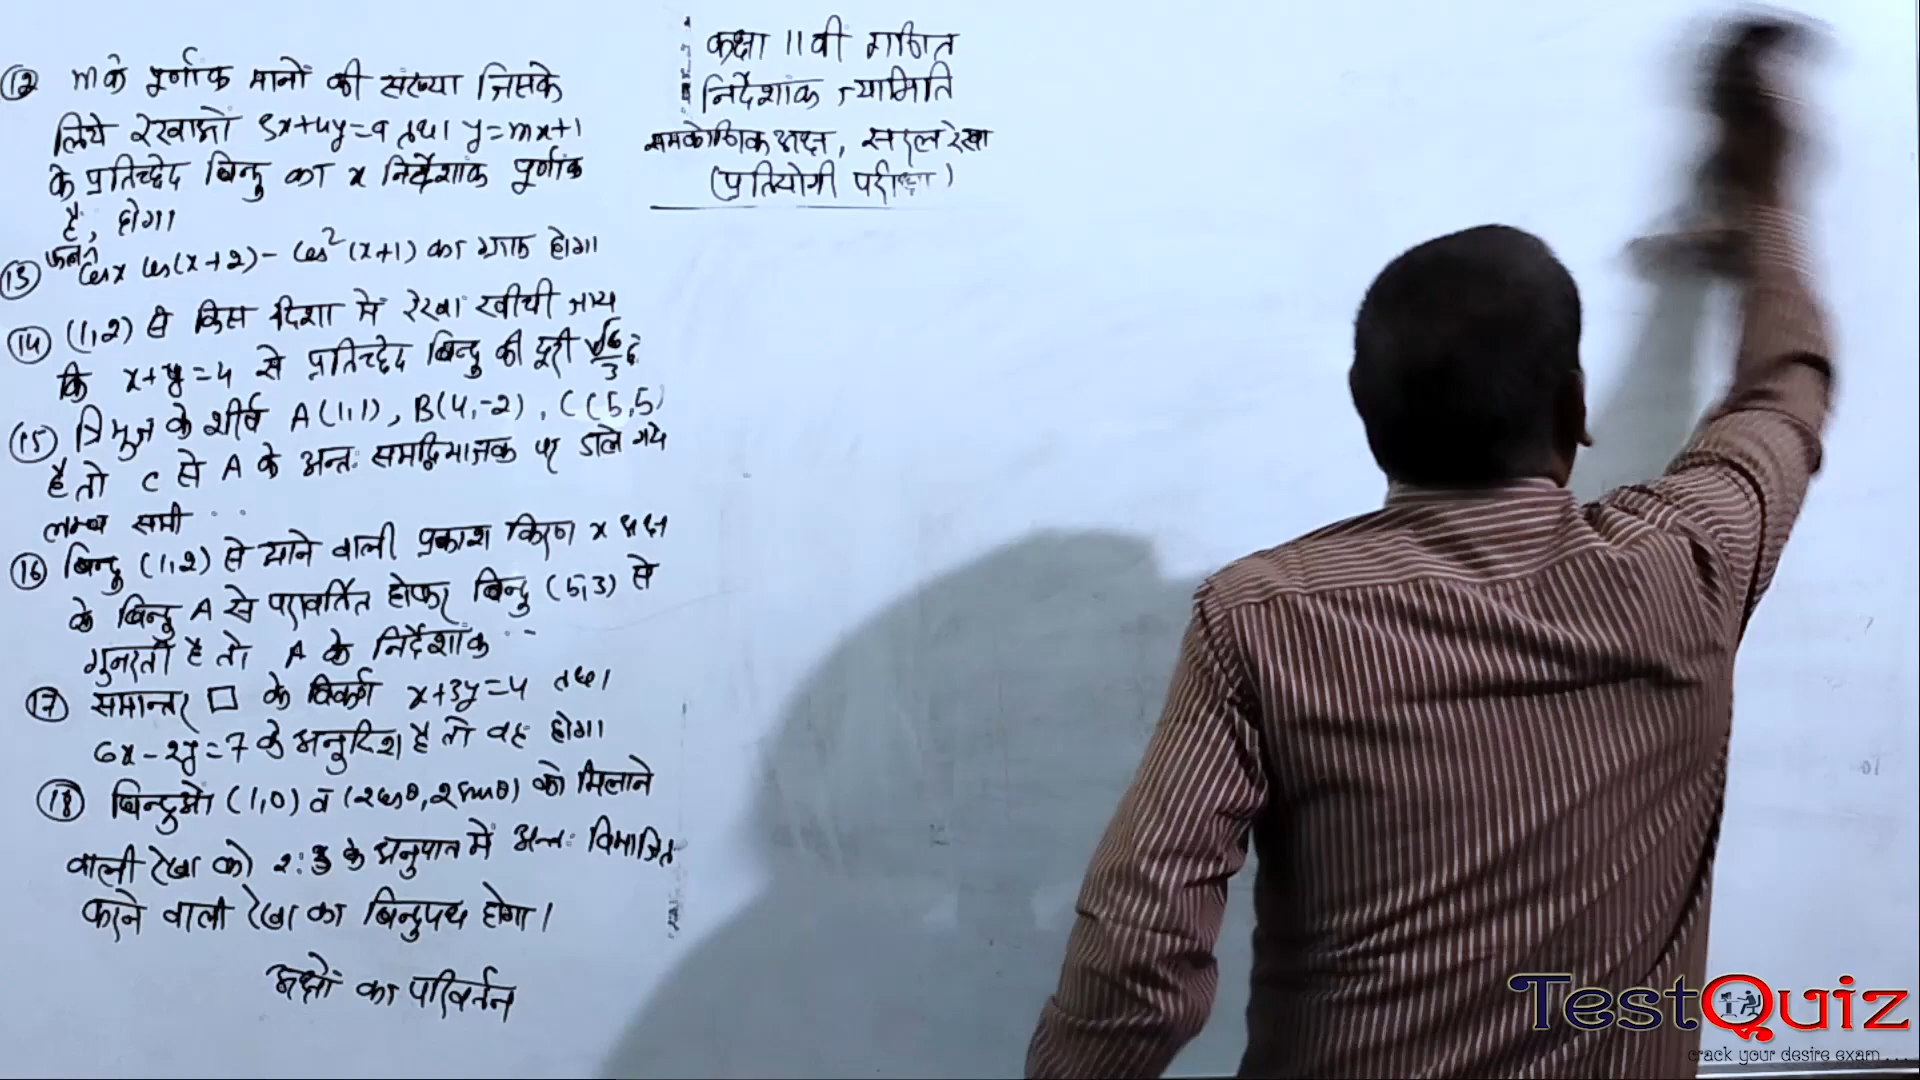 कक्षा 11वी गणित
निर्देशांक ज्यामिति
समकोणिक अक्ष, सरल रेखा
(प्रतियोगी परीक्षा)
(12) m के पूर्णांक मानों की संख्या जिसके
लिये रेखाओं 3x+4y=9 तथा y=mx+1
के प्रतिच्छेद बिन्दु का x निर्देशांक पूर्णांक
है, होगा
(13) फलन cosx cos(x+2) - cos²(x+1) का ग्राफ होगा
(14) (1,2) से किस दिशा में रेखा खींची जाय
कि x+y=4 से प्रतिच्छेद बिन्दु की दूरी √6/3 है
(15) त्रिभुज के शीर्ष A(1,1), B(4,-2), C(5,5)
है तो C से A के अन्तः समद्विभाजक पर डाले गये
लम्ब समी ..
(16) बिन्दु (1,2) से आने वाली प्रकाश किरण x अक्ष
के बिन्दु A से परावर्तित होकर बिन्दु (5,3) से
गुजरती है तो A के निर्देशांक ..
(17) समान्तर □ के विकर्ण x+3y=4 तथा
6x-2y=7 के अनुदिश है तो वह होगा
(18) बिन्दुओं (1,0) व (2cosθ, 2sinθ) को मिलाने
वाली रेखा को 2:3 के अनुपात में अन्तः विभाजित
करने वाली रेखा का बिन्दुपथ होगा।
अक्षों का परिवर्तन
TestQuiz
crack your desire exam ...